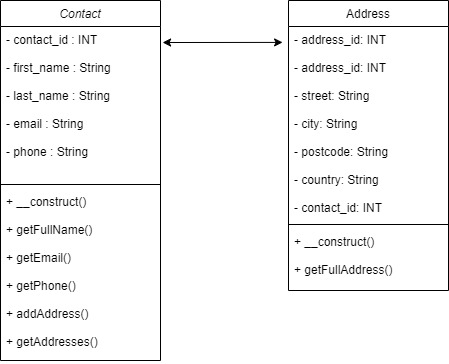 Contact
- contact_id : INT
- first_name : String
- last_name : String
- email : String
- phone : String
+ __construct()
+ getFullName()
+ getEmail()
+ getPhone()
+ addAddress()
+ getAddresses()
Address
- address_id: INT
- address_id: INT
- street: String
- city: String
- postcode: String
- country: String
- contact_id: INT
+ __construct()
+ getFullAddress()